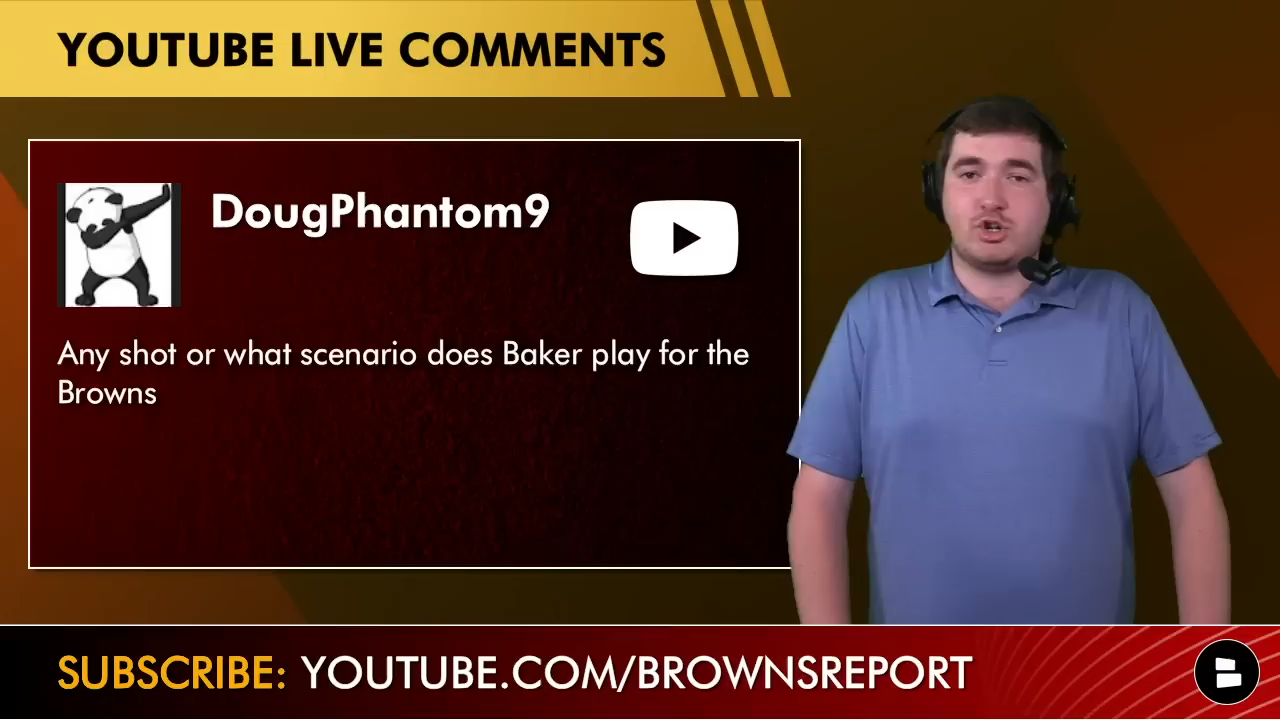 YOUTUBE LIVE COMMENTS
DougPhantom9
Any shot or what scenario does Baker play for the
Browns
SUBSCRIBE: YOUTUBE.COM/BROWNSREPORT